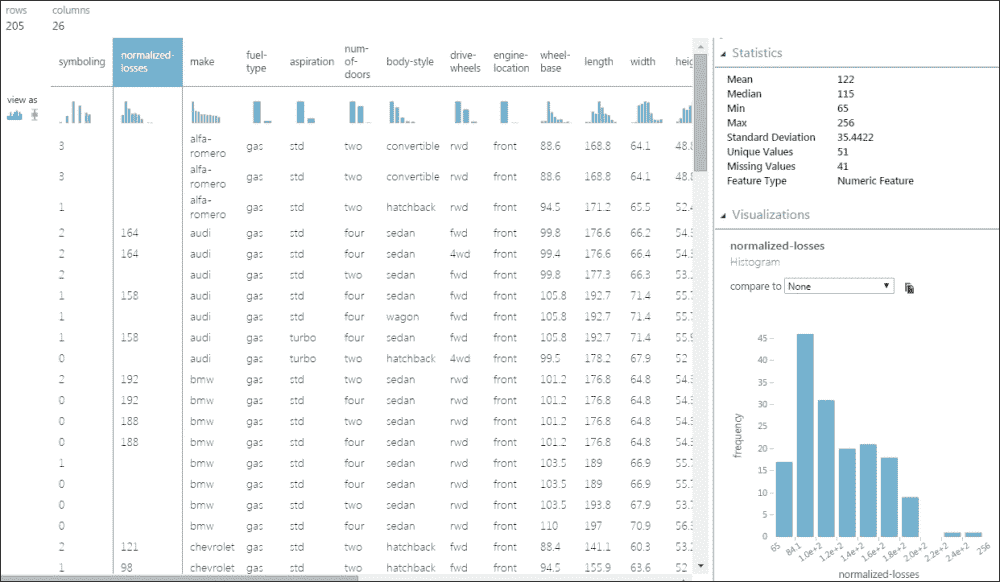 rows columns
205 26
symboling normalized-losses make fuel-type aspiration num-of-doors body-style drive-wheels engine-location wheel-base length width heig
view as
3 alfa-romero gas std two convertible rwd front 88.6 168.8 64.1 48.8
3 alfa-romero gas std two convertible rwd front 88.6 168.8 64.1 48.8
1 alfa-romero gas std two hatchback rwd front 94.5 171.2 65.5 52.4
2 164 audi gas std four sedan fwd front 99.8 176.6 66.2 54.3
2 164 audi gas std four sedan 4wd front 99.4 176.6 66.4 54.3
2 audi gas std two sedan fwd front 99.8 177.3 66.3 53.1
1 158 audi gas std four sedan fwd front 105.8 192.7 71.4 55.7
1 audi gas std four wagon fwd front 105.8 192.7 71.4 55.7
1 158 audi gas turbo four sedan fwd front 105.8 192.7 71.4 55.9
0 audi gas turbo two hatchback 4wd front 99.5 178.2 67.9 52
2 192 bmw gas std two sedan rwd front 101.2 176.8 64.8 54.3
0 192 bmw gas std four sedan rwd front 101.2 176.8 64.8 54.3
0 188 bmw gas std two sedan rwd front 101.2 176.8 64.8 54.3
0 188 bmw gas std four sedan rwd front 101.2 176.8 64.8 54.3
1 bmw gas std four sedan rwd front 103.5 189 66.9 55.7
0 bmw gas std four sedan rwd front 103.5 189 66.9 55.7
0 bmw gas std two sedan rwd front 103.5 193.8 67.9 53.7
0 bmw gas std four sedan rwd front 110 197 70.9 56.3
2 121 chevrolet gas std two hatchback fwd front 88.4 141.1 60.3 53.2
1 98 chevrolet gas std two hatchback fwd front 94.5 155.9 63.6 52
Statistics
Mean 122
Median 115
Min 65
Max 256
Standard Deviation 35.4422
Unique Values 51
Missing Values 41
Feature Type Numeric Feature
Visualizations
normalized-losses
Histogram
compare to None
45
40
35
30
25
20
15
10
5
0
frequency
65 84.1 1.0e+2 1.2e+2 1.4e+2 1.6e+2 1.8e+2 2.0e+2 2.2e+2 2.4e+2 256
normalized-losses